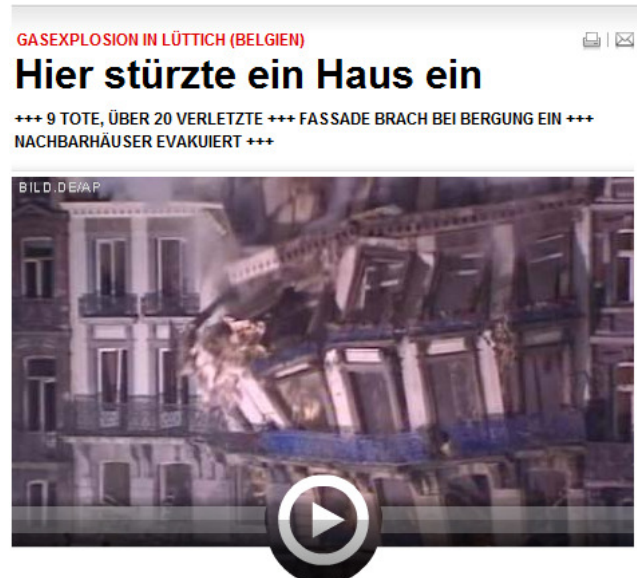 GASEXPLOSION IN LÜTTICH (BELGIEN)
Hier stürzte ein Haus ein
+++ 9 TOTE, ÜBER 20 VERLETZTE +++ FASSADE BRACH BEI BERGUNG EIN +++
NACHBARHÄUSER EVAKUIERT +++
BILD.DE/AP